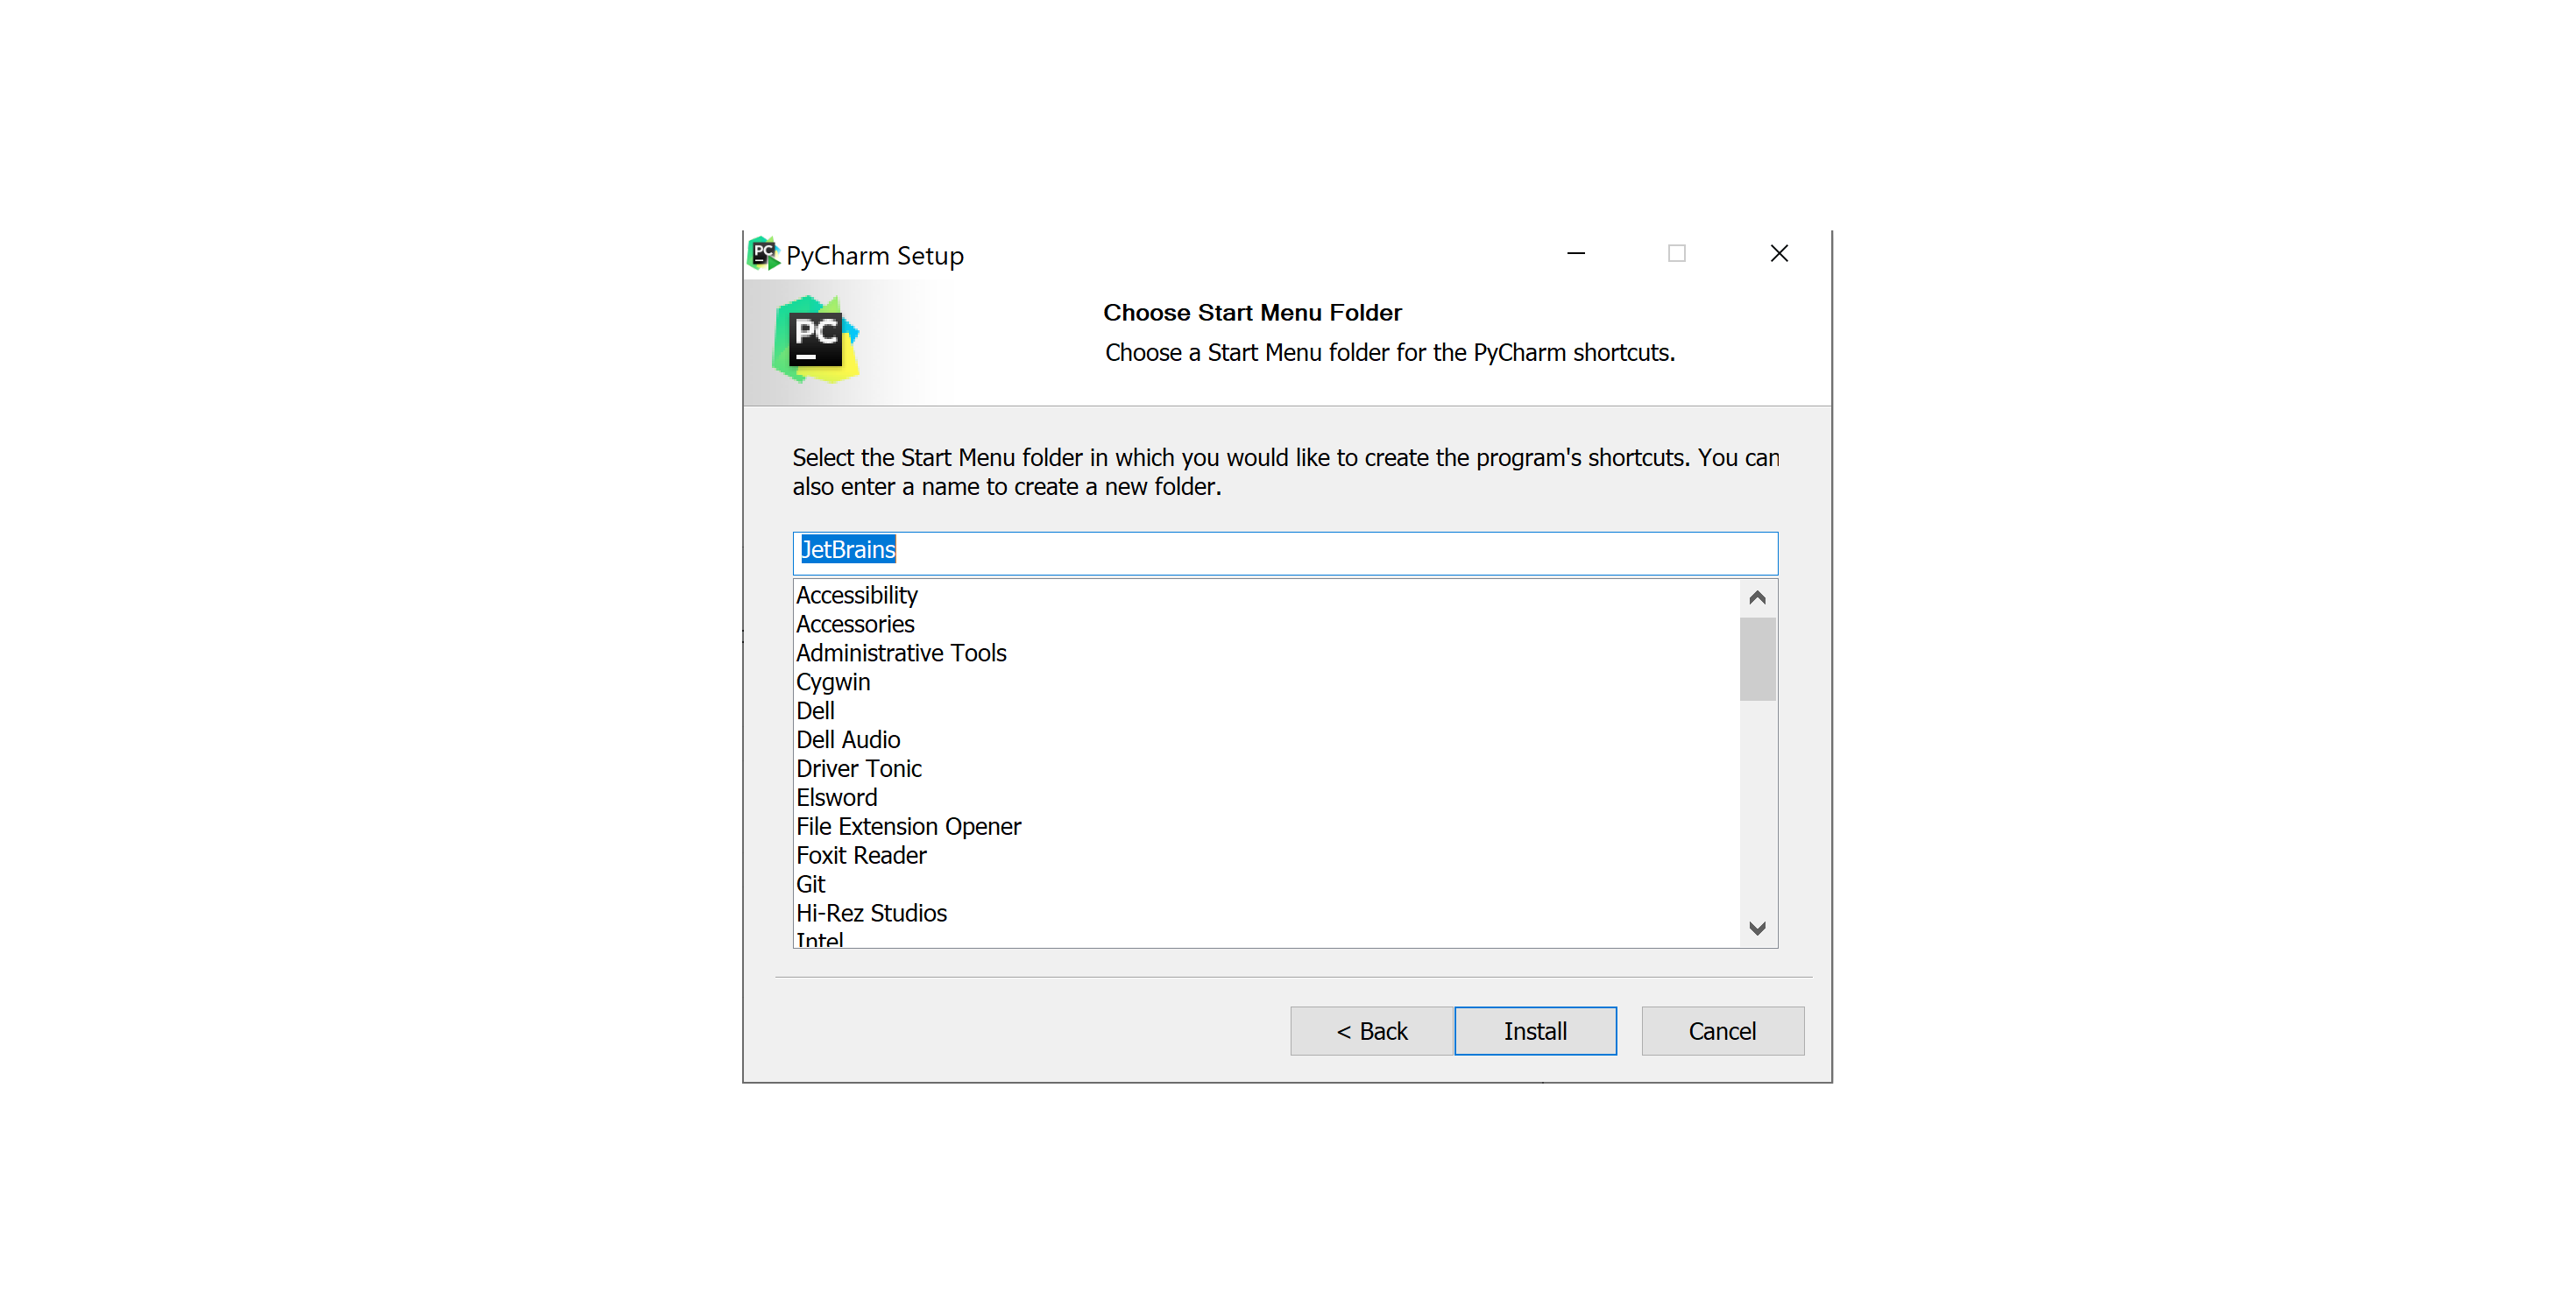 PC PyCharm Setup
PC
Choose Start Menu Folder
Choose a Start Menu folder for the PyCharm shortcuts.
Select the Start Menu folder in which you would like to create the program's shortcuts. You can
also enter a name to create a new folder.
JetBrains
Accessibility
Accessories
Administrative Tools
Cygwin
Dell
Dell Audio
Driver Tonic
Elsword
File Extension Opener
Foxit Reader
Git
Hi-Rez Studios
Intel
< Back Install Cancel